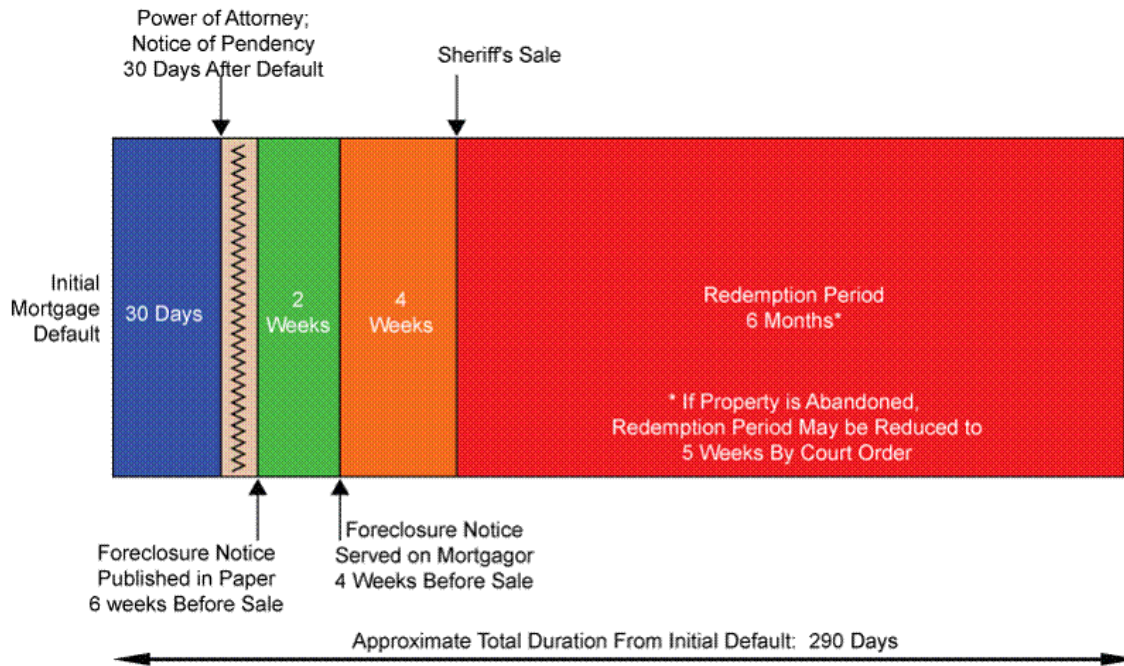 Power of Attorney;
Notice of Pendency
30 Days After Default
Sheriff's Sale
Initial
Mortgage
Default
30 Days
2
Weeks
4
Weeks
Redemption Period
6 Months*
* If Property is Abandoned,
Redemption Period May be Reduced to
5 Weeks By Court Order
Foreclosure Notice
Published in Paper
6 weeks Before Sale
Foreclosure Notice
Served on Mortgagor
4 Weeks Before Sale
Approximate Total Duration From Initial Default: 290 Days